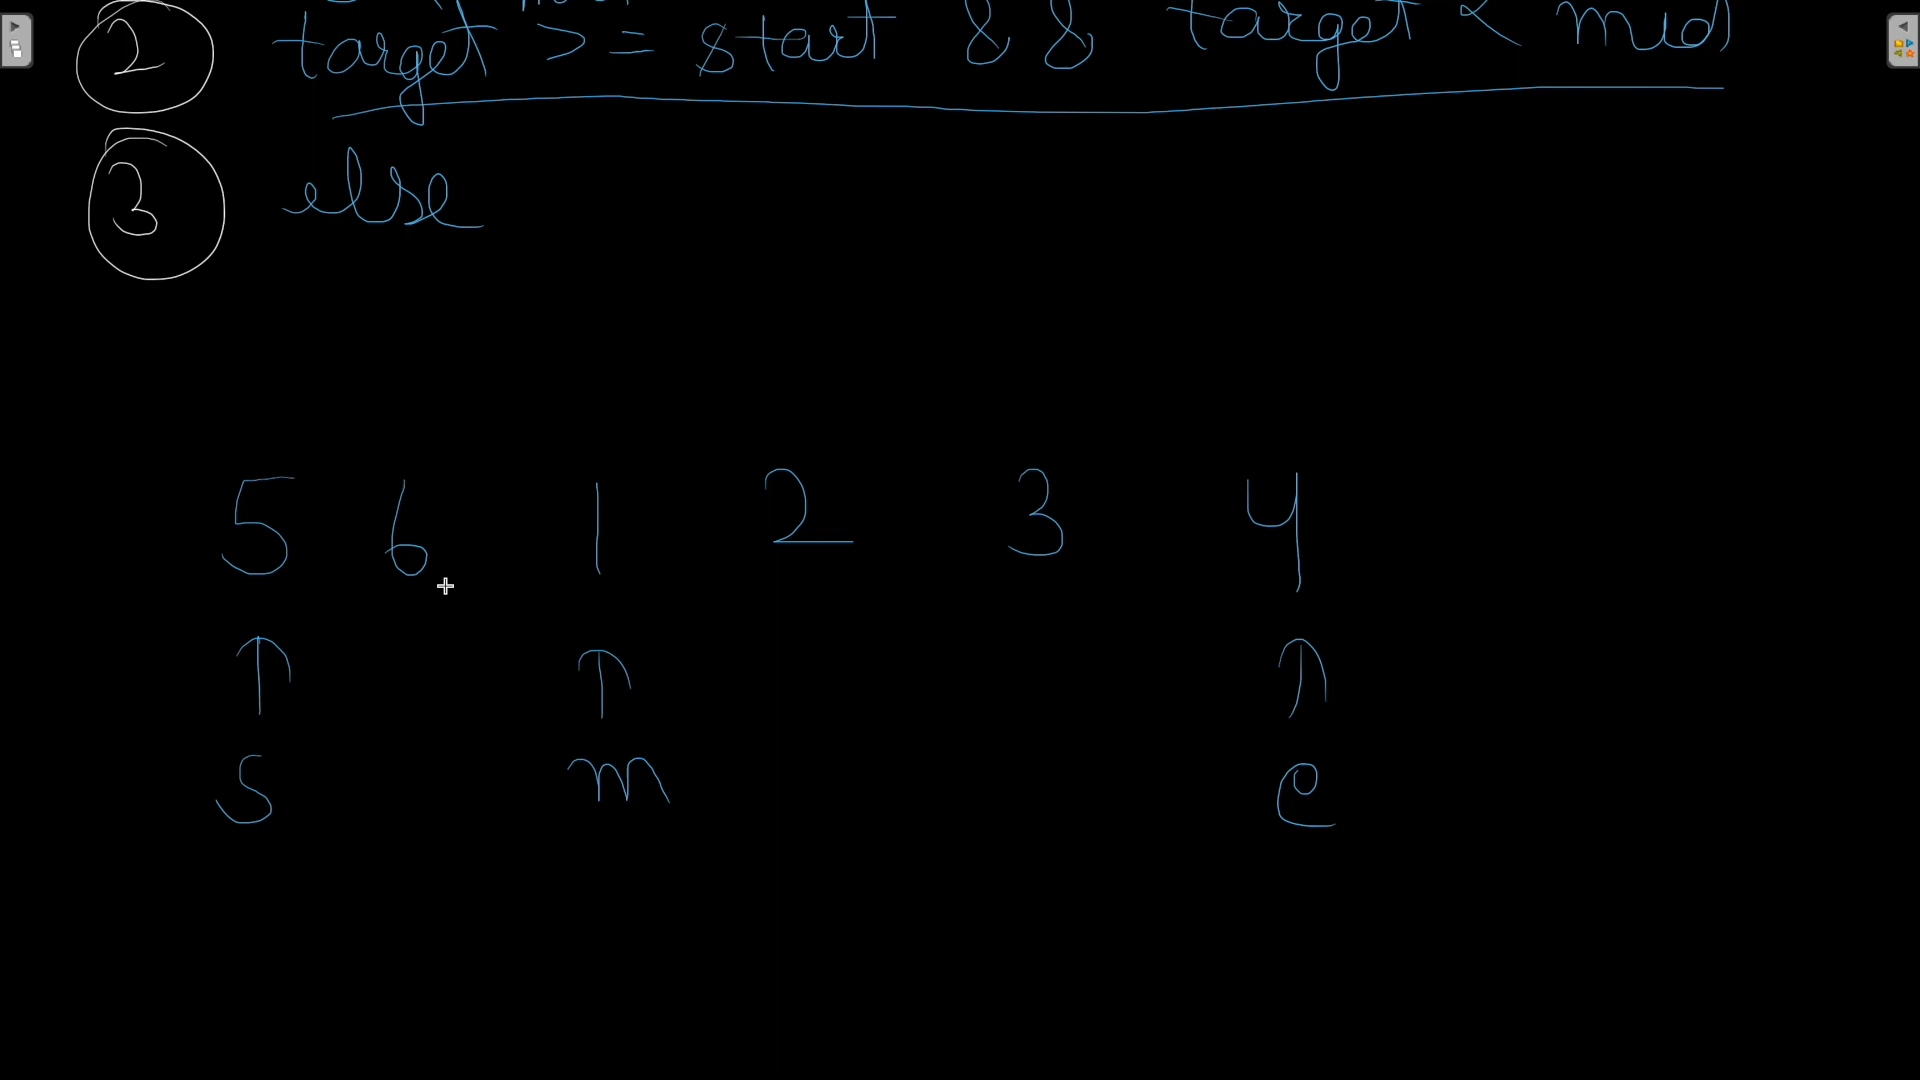 2 target >= start && target < mid
3 else
5 6 1 2 3 4
↑ ↑ ↑
s m e